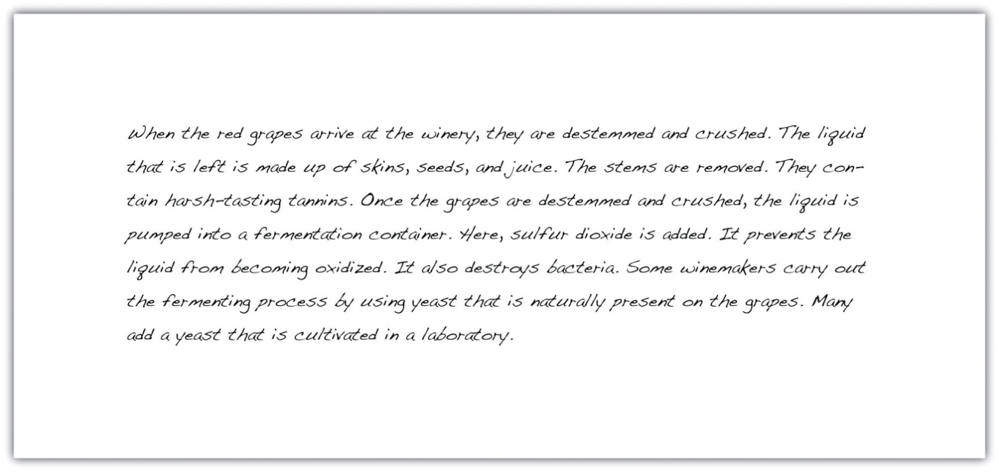 When the red grapes arrive at the winery, they are destemmed and crushed. The liquid
that is left is made up of skins, seeds, and juice. The stems are removed. They con-
tain harsh-tasting tannins. Once the grapes are destemmed and crushed, the liquid is
pumped into a fermentation container. Here, sulfur dioxide is added. It prevents the
liquid from becoming oxidized. It also destroys bacteria. Some winemakers carry out
the fermenting process by using yeast that is naturally present on the grapes. Many
add a yeast that is cultivated in a laboratory.